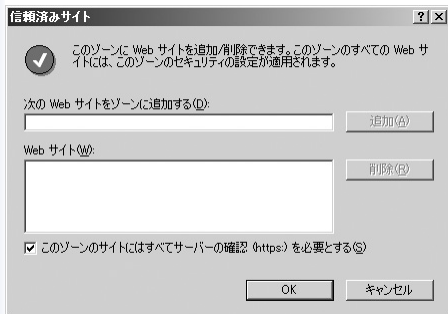 信頼済みサイト
このゾーンに Web サイトを追加/削除できます。このゾーンのすべての Web サ
イトには、このゾーンのセキュリティの設定が適用されます。
次の Web サイトをゾーンに追加する(D):
追加(A)
Web サイト(W):
削除(R)
このゾーンのサイトにはすべてサーバーの確認 (https:) を必要とする(S)
OK
キャンセル